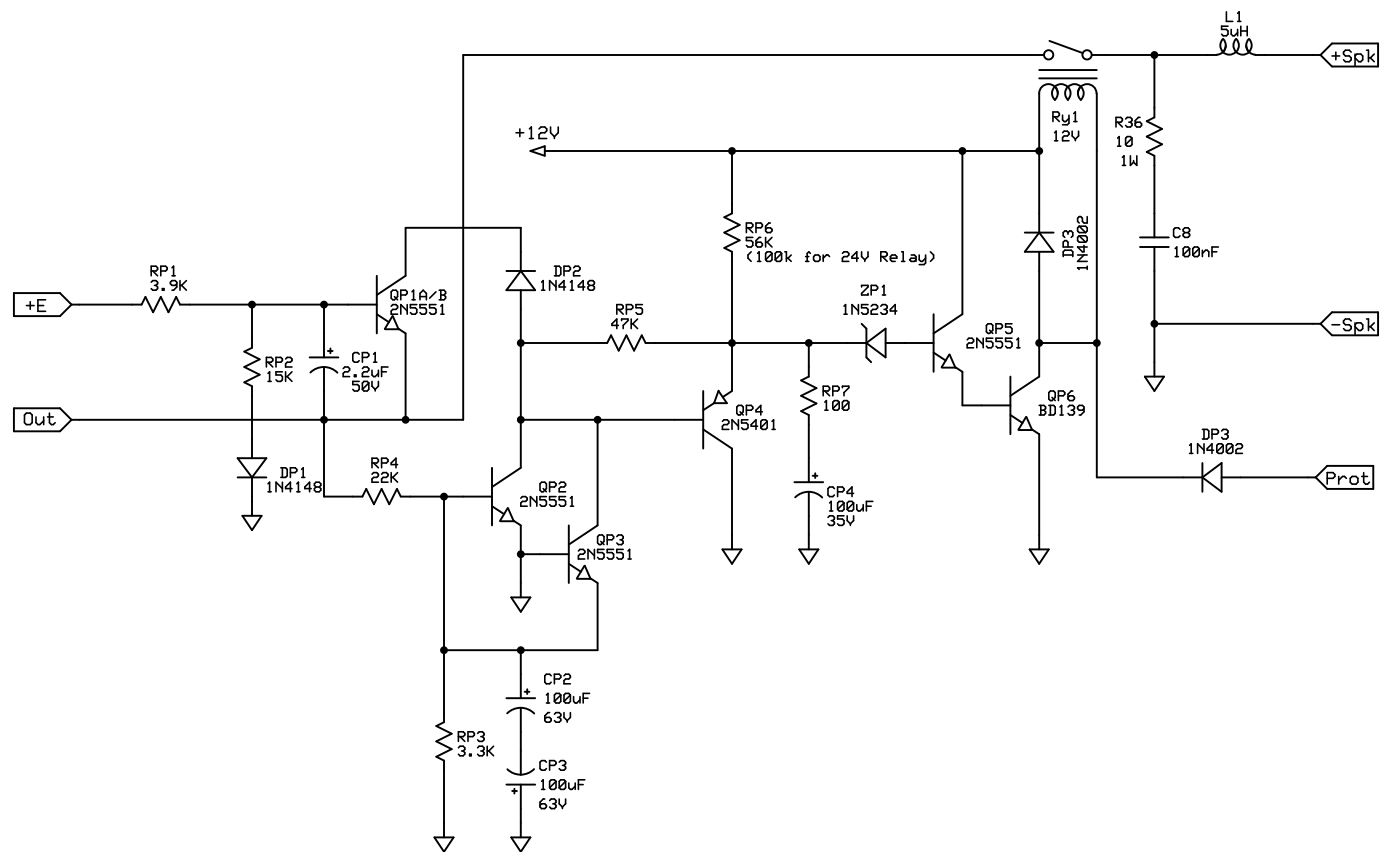 L1
5uH
+Spk
Ry1
12V
R36
10
1W
+12V
RP6
56K
(100k for 24V Relay)
DP3
1N4002
C8
100nF
RP1
3.9K
DP2
1N4148
+E
QP1A/B
2N5551
ZP1
1N5234
RP5
47K
QP5
2N5551
-Spk
RP2
15K
+
CP1
2.2uF
50V
RP7
100
QP6
BD139
Out
QP4
2N5401
DP3
1N4002
RP4
22K
DP1
1N4148
QP2
2N5551
+
CP4
100uF
35V
Prot
QP3
2N5551
CP2
+
100uF
63V
RP3
3.3K
CP3
100uF
+
63V